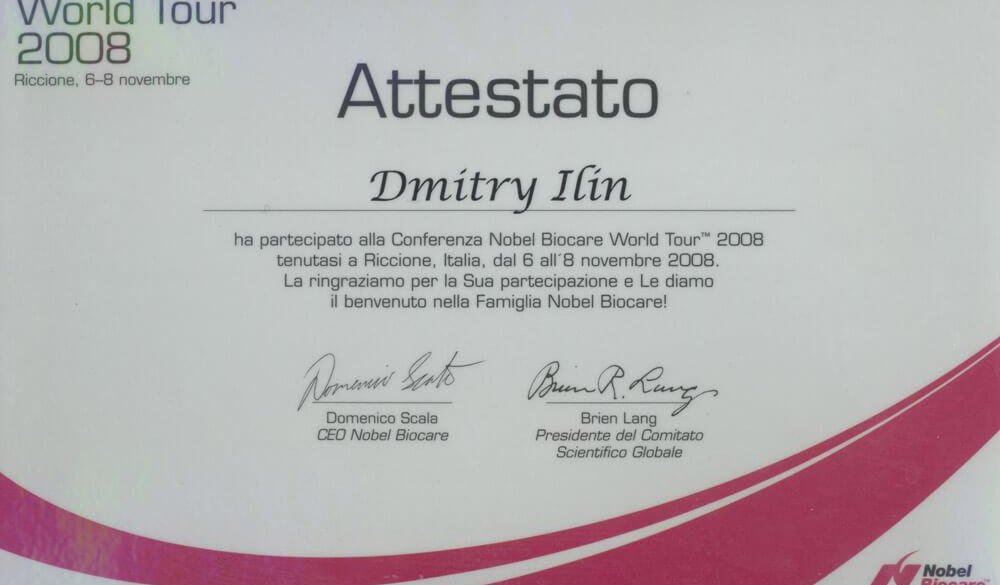 World Tour
2008
Riccione, 6–8 novembre
Attestato
Dmitry Ilin
ha partecipato alla Conferenza Nobel Biocare World Tour™ 2008
tenutasi a Riccione, Italia, dal 6 all´8 novembre 2008.
La ringraziamo per la Sua partecipazione e Le diamo
il benvenuto nella Famiglia Nobel Biocare!
Domenico Scala Brien R. Lang
Domenico Scala Brien Lang
CEO Nobel Biocare Presidente del Comitato
Scientifico Globale
Nobel
Biocare